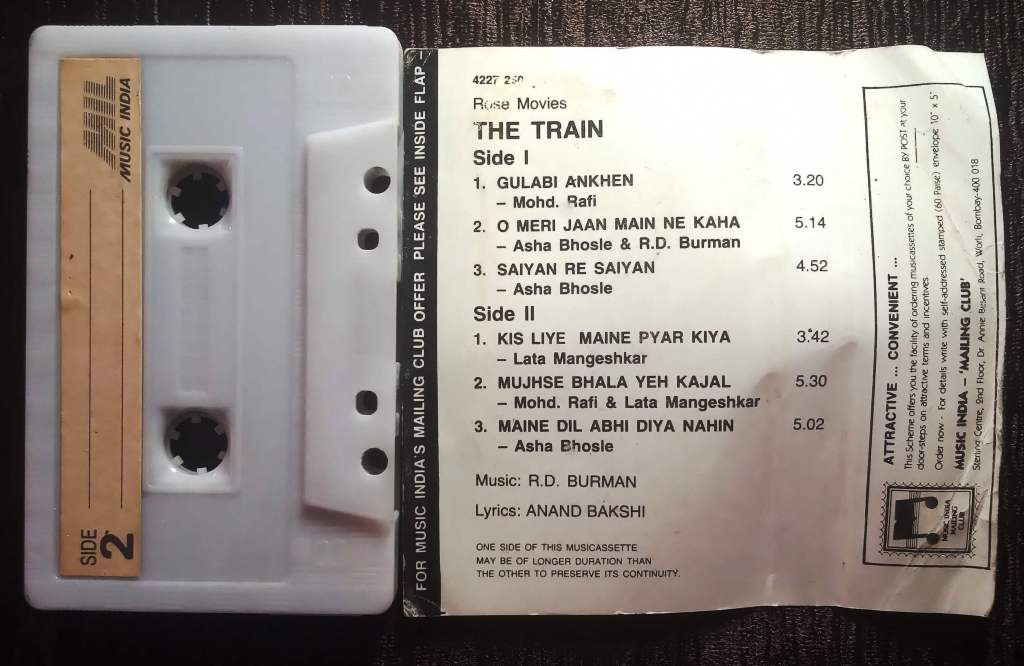 MIL
MUSIC INDIA
SIDE
2
FOR MUSIC INDIA'S MAILING CLUB OFFER PLEASE SEE INSIDE FLAP –
4227
Rose Movies
THE TRAIN
Side I
1. GULABI ANKHEN 3.20
– Mohd. Rafi
2. O MERI JAAN MAIN NE KAHA 5.14
– Asha Bhosle & R.D. Burman
3. SAIYAN RE SAIYAN 4.52
– Asha Bhosle
Side II
1. KIS LIYE MAINE PYAR KIYA 3.42
– Lata Mangeshkar
2. MUJHSE BHALA YEH KAJAL 5.30
– Mohd. Rafi & Lata Mangeshkar
3. MAINE DIL ABHI DIYA NAHIN 5.02
– Asha Bhosle
Music: R.D. BURMAN
Lyrics: ANAND BAKSHI
ONE SIDE OF THIS MUSICASSETTE
MAY BE OF LONGER DURATION THAN
THE OTHER TO PRESERVE ITS CONTINUITY.
ATTRACTIVE ... CONVENIENT ...
This Scheme offers you the facility of ordering musicassettes of your choice BY POST at your
door-steps on attractive terms and incentives.
Order now - For details write with self-addressed stamped (60 Paise) envelope 10" x 5"
MUSIC INDIA – 'MAILING CLUB'
Sterling Centre, 2nd Floor, Dr. Annie Besant Road, Worli, Bombay-400 018
MUSIC INDIA
MAILING
CLUB